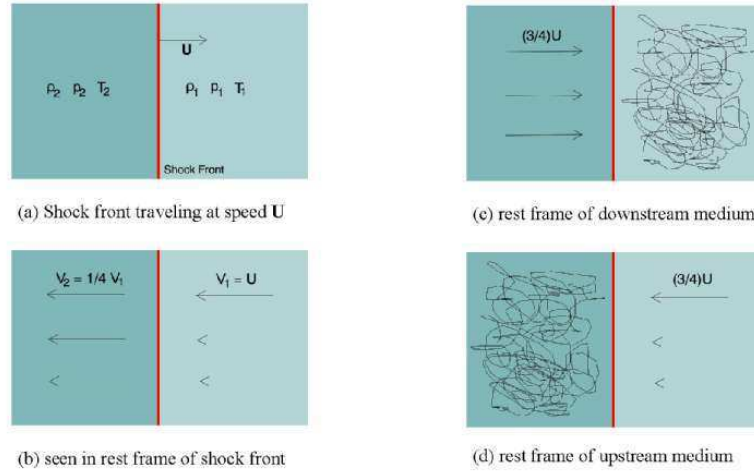 U
ρ₂ p₂ T₂
ρ₁ p₁ T₁
Shock Front
(a) Shock front traveling at speed U
V₂ = 1/4 V₁
V₁ = U
(b) seen in rest frame of shock front
(3/4)U
(c) rest frame of downstream medium
(3/4)U
(d) rest frame of upstream medium